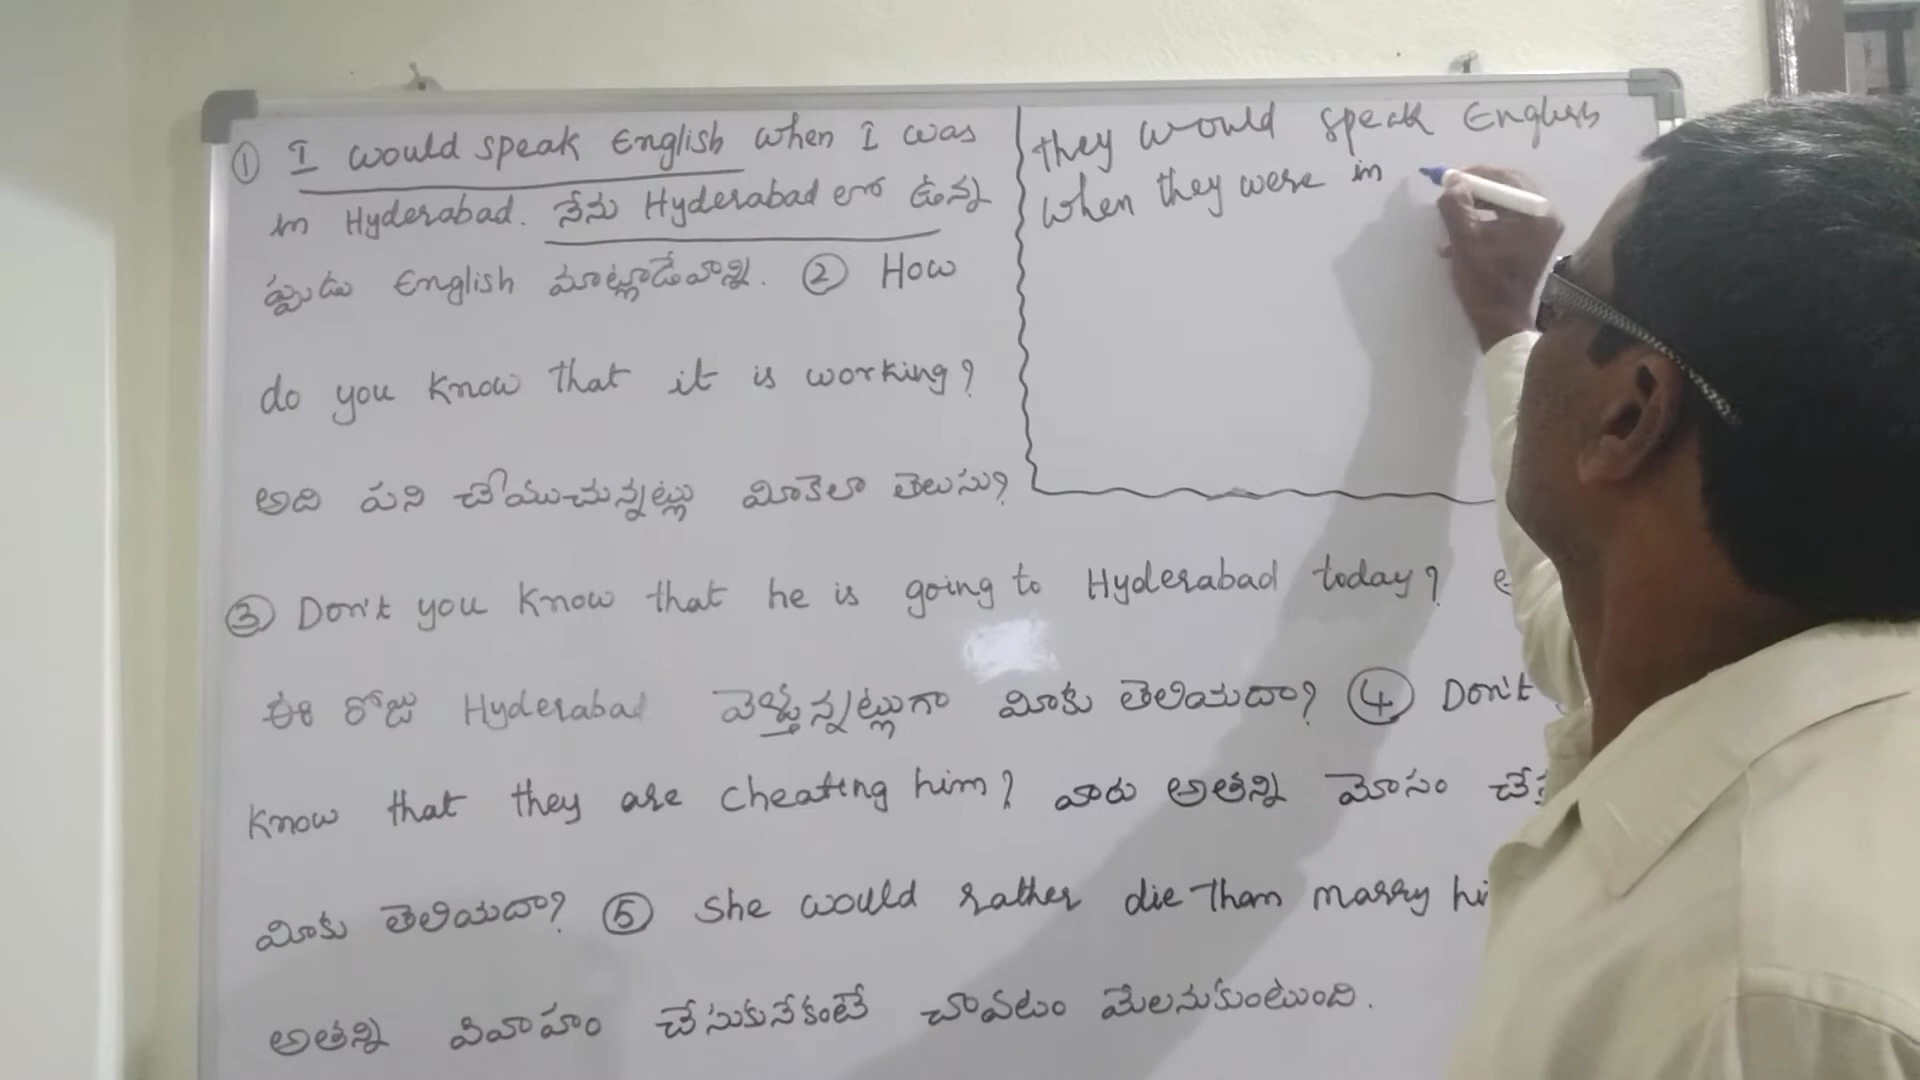 ① I would speak English when I was
in Hyderabad. నేను Hyderabad లో ఉన్న
ప్పుడు English మాట్లాడేవాన్ని. ② How
do you know that it is working?
అది పని చేయుచున్నట్లు మీకెలా తెలుసు?
③ Don't you know that he is going to Hyderabad today?
ఈ రోజు Hyderabad వెళ్తున్నట్లుగా మీకు తెలియదా? ④ Don't
know that they are cheating him? వారు అతన్ని మోసం
మీకు తెలియదా? ⑤ She would rather die than marry
అతన్ని వివాహం చేసుకునేకంటే చావటం మేలనుకుంటుంది.
they would speak English
when they were in